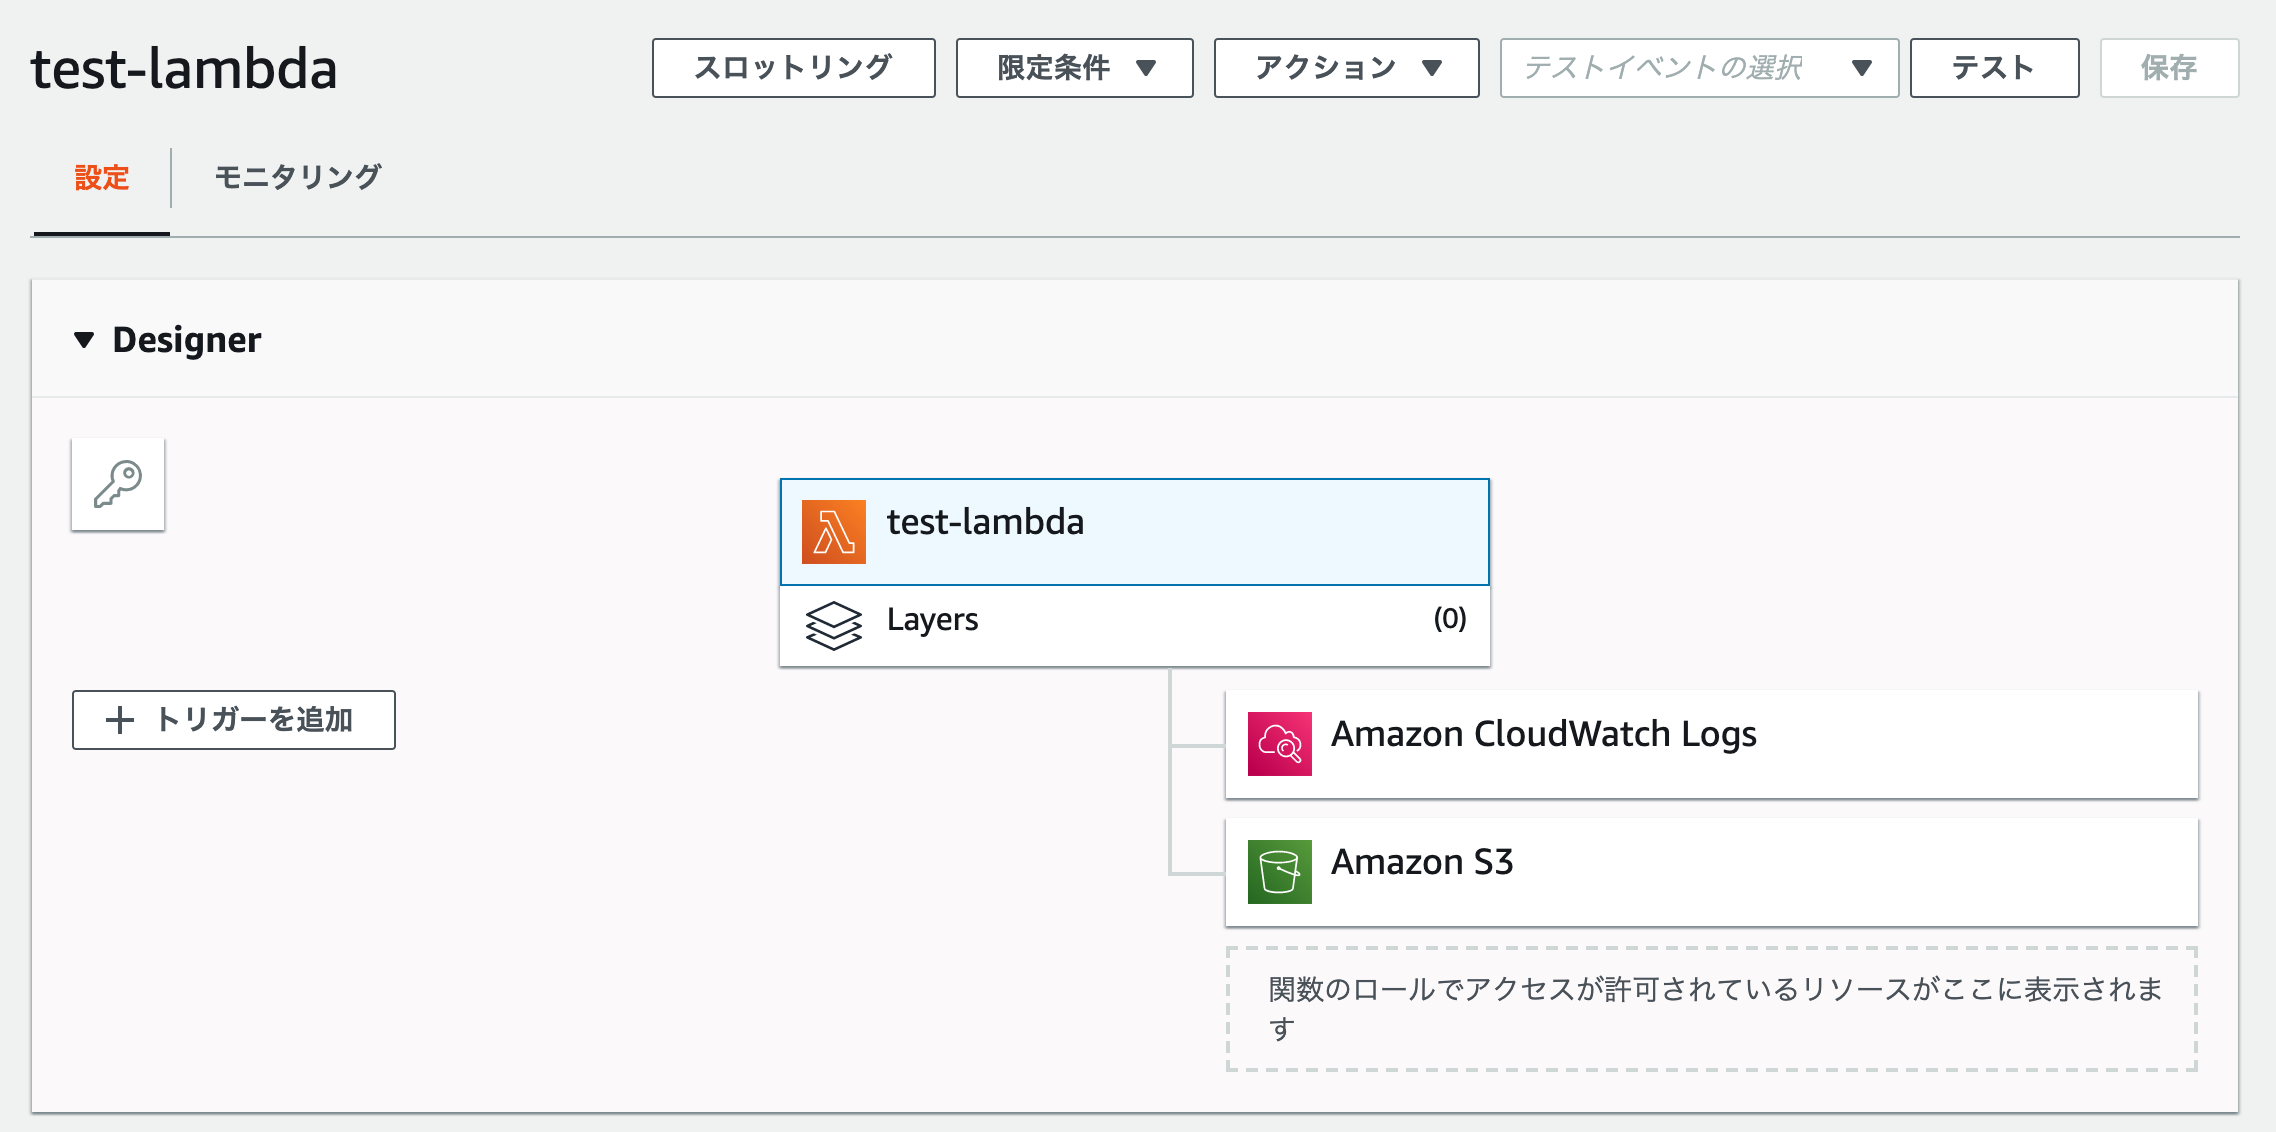 test-lambda
スロットリング
限定条件
アクション
テストイベントの選択
テスト
保存
設定
モニタリング
Designer
test-lambda
Layers
(0)
トリガーを追加
Amazon CloudWatch Logs
Amazon S3
関数のロールでアクセスが許可されているリソースがここに表示されま
す